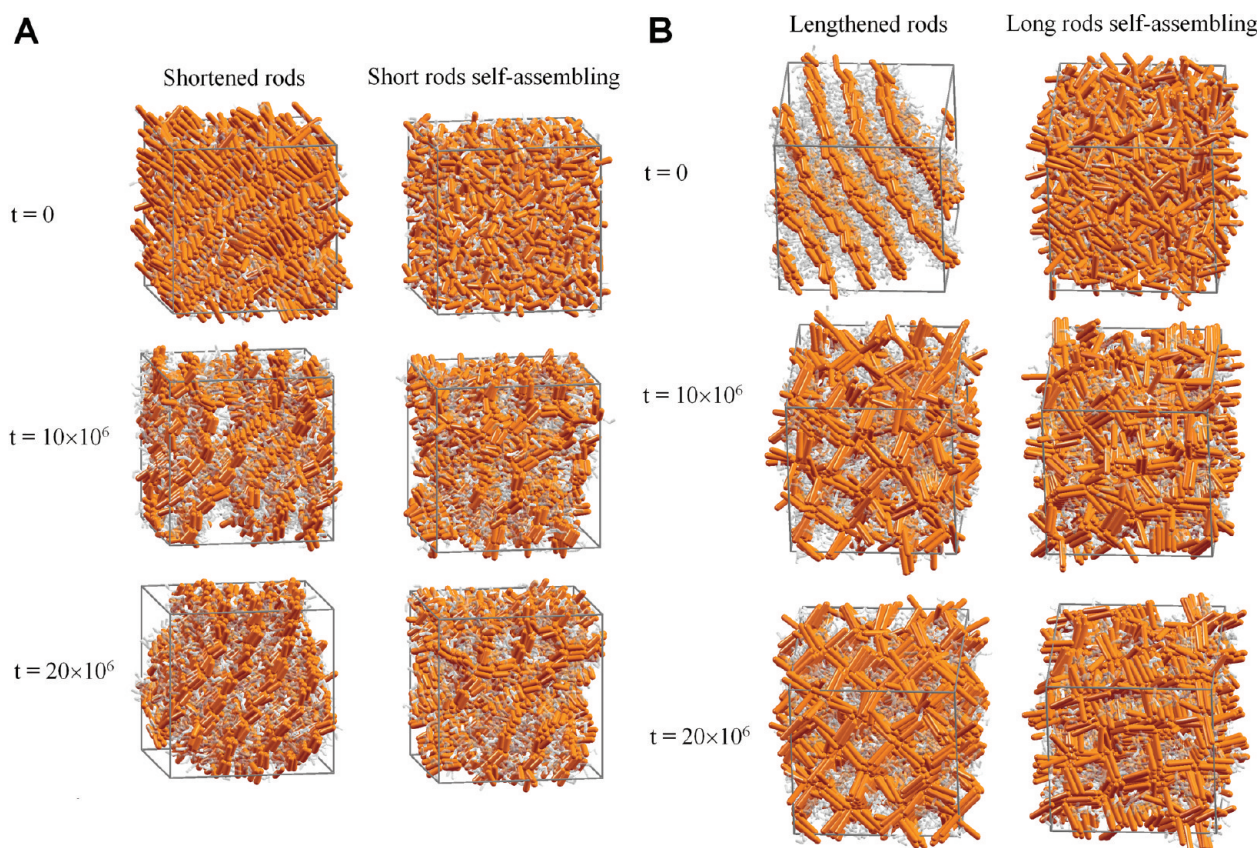 A
Shortened rods
Short rods self-assembling
t = 0
t = 10×10⁶
t = 20×10⁶
B
Lengthened rods
Long rods self-assembling
t = 0
t = 10×10⁶
t = 20×10⁶